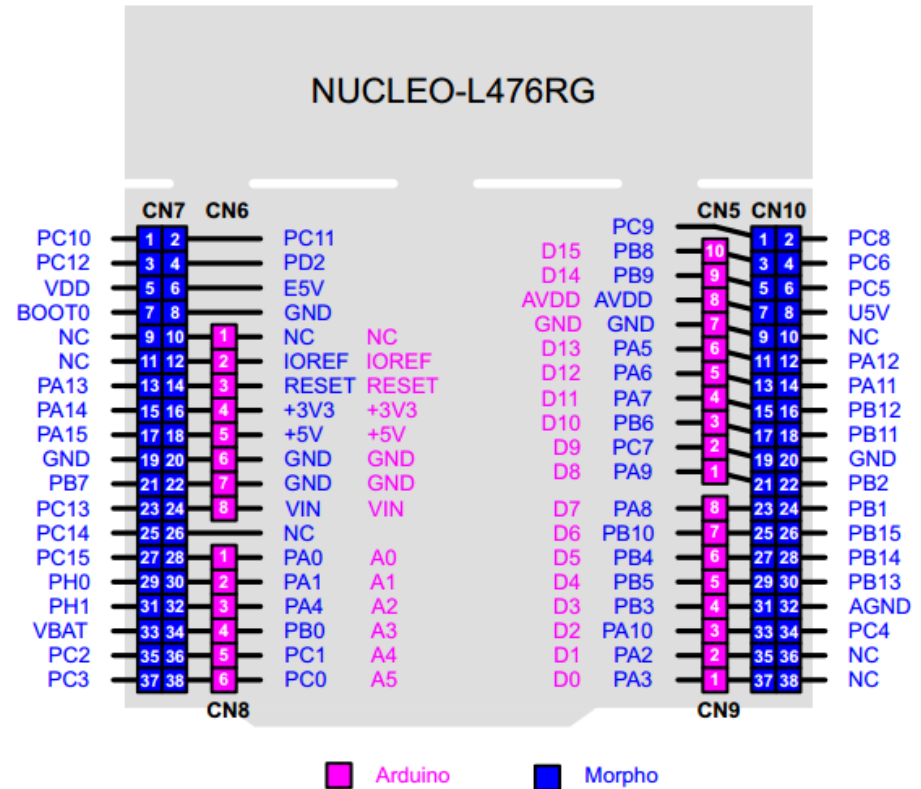 NUCLEO-L476RG
CN7 CN6 CN5 CN10
PC9
PC10 1 2 PC11 1 2 PC8
D15 PB8 10
PC12 3 4 PD2 3 4 PC6
D14 PB9 9
VDD 5 6 E5V 5 6 PC5
AVDD AVDD 8
BOOT0 7 8 GND 7 8 U5V
GND GND 7
NC 9 10 1 NC NC 9 10 NC
D13 PA5 6
NC 11 12 2 IOREF IOREF 11 12 PA12
D12 PA6 5
PA13 13 14 3 RESET RESET 13 14 PA11
D11 PA7 4
PA14 15 16 4 +3V3 +3V3 15 16 PB12
D10 PB6 3
PA15 17 18 5 +5V +5V 17 18 PB11
D9 PC7 2
GND 19 20 6 GND GND 19 20 GND
D8 PA9 1
PB7 21 22 7 GND GND 21 22 PB2
PC13 23 24 8 VIN VIN D7 PA8 8 23 24 PB1
PC14 25 26 NC D6 PB10 7 25 26 PB15
PC15 27 28 1 PA0 A0 D5 PB4 6 27 28 PB14
PH0 29 30 2 PA1 A1 D4 PB5 5 29 30 PB13
PH1 31 32 3 PA4 A2 D3 PB3 4 31 32 AGND
VBAT 33 34 4 PB0 A3 D2 PA10 3 33 34 PC4
PC2 35 36 5 PC1 A4 D1 PA2 2 35 36 NC
PC3 37 38 6 PC0 A5 D0 PA3 1 37 38 NC
CN8 CN9
Arduino Morpho